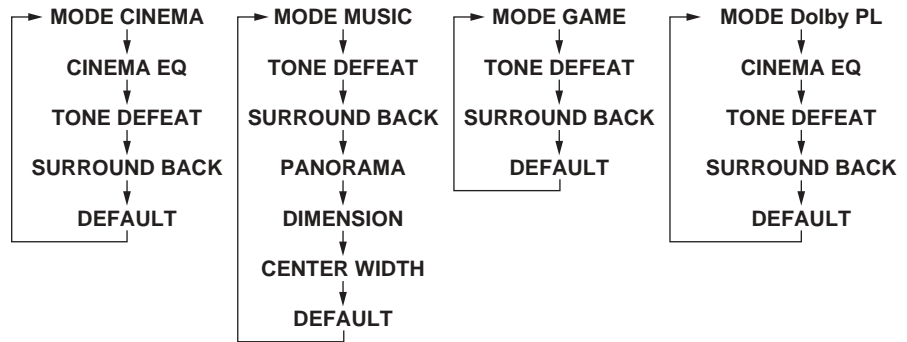 MODE CINEMA
CINEMA EQ
TONE DEFEAT
SURROUND BACK
DEFAULT
MODE MUSIC
TONE DEFEAT
SURROUND BACK
PANORAMA
DIMENSION
CENTER WIDTH
DEFAULT
MODE GAME
TONE DEFEAT
SURROUND BACK
DEFAULT
MODE Dolby PL
CINEMA EQ
TONE DEFEAT
SURROUND BACK
DEFAULT